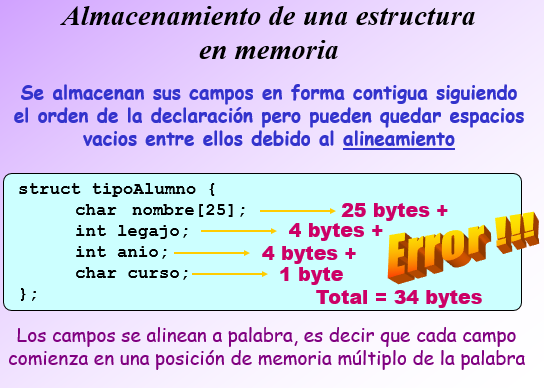 Almacenamiento de una estructura
en memoria
Se almacenan sus campos en forma contigua siguiendo
el orden de la declaración pero pueden quedar espacios
vacios entre ellos debido al alineamiento
struct tipoAlumno {
char nombre[25]; 25 bytes +
int legajo; 4 bytes +
int anio; 4 bytes +
char curso; 1 byte
}; Total = 34 bytes
Error !!!
Los campos se alinean a palabra, es decir que cada campo
comienza en una posición de memoria múltiplo de la palabra